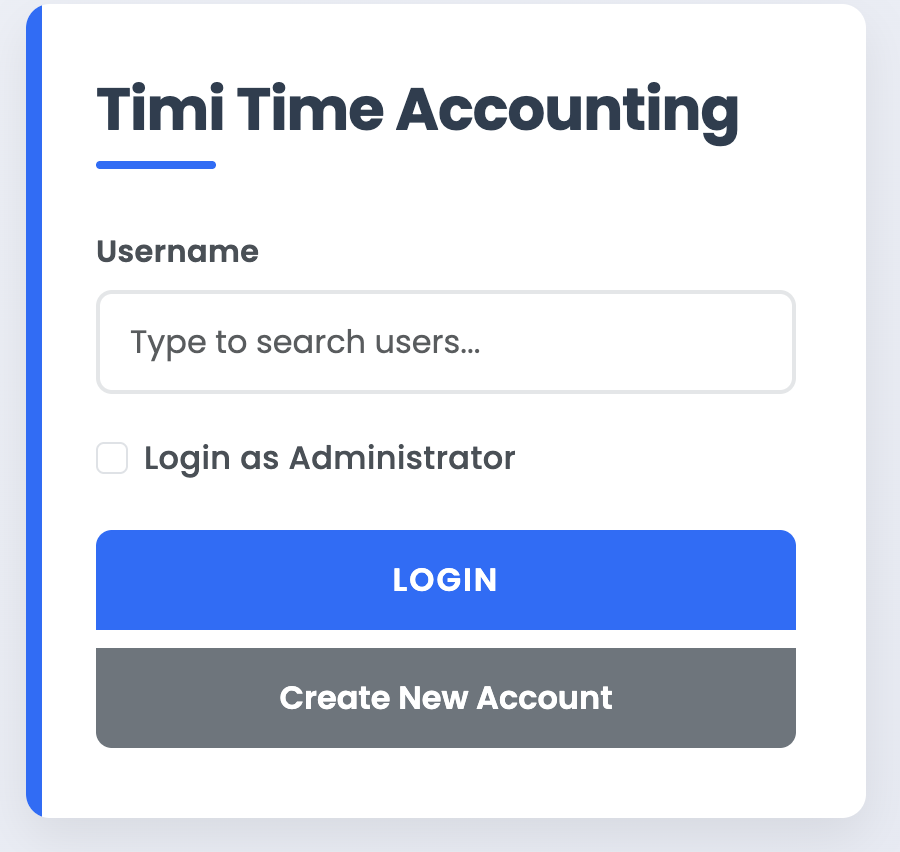 Timi Time Accounting
Username
Type to search users...
Login as Administrator
LOGIN
Create New Account